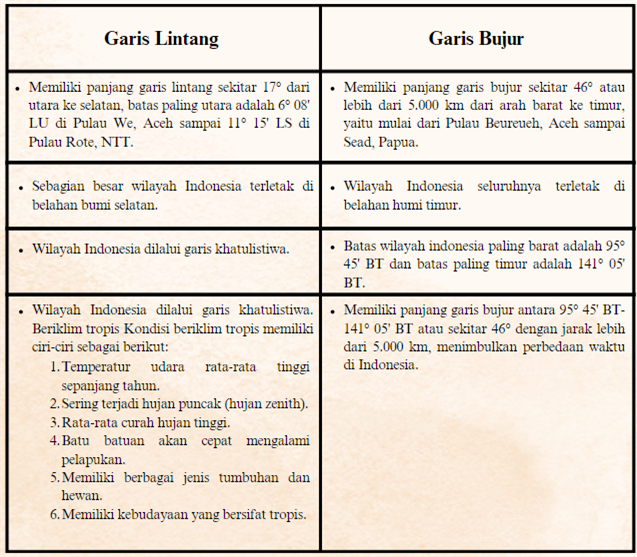 Garis Lintang
Garis Bujur
• Memiliki panjang garis lintang sekitar 17° dari
utara ke selatan, batas paling utara adalah 6° 08'
LU di Pulau We, Aceh sampai 11° 15' LS di
Pulau Rote, NTT.
• Memiliki panjang garis bujur sekitar 46° atau
lebih dari 5.000 km dari arah barat ke timur,
yaitu mulai dari Pulau Beureueh, Aceh sampai
Sead, Papua.
• Sebagian besar wilayah Indonesia terletak di
belahan bumi selatan.
• Wilayah Indonesia seluruhnya terletak di
belahan humi timur.
• Wilayah Indonesia dilalui garis khatulistiwa.
• Batas wilayah indonesia paling barat adalah 95°
45' BT dan batas paling timur adalah 141° 05'
BT.
• Wilayah Indonesia dilalui garis khatulistiwa.
Beriklim tropis Kondisi beriklim tropis memiliki
ciri-ciri sebagai berikut:
1. Temperatur udara rata-rata tinggi
sepanjang tahun.
2. Sering terjadi hujan puncak (hujan zenith).
3. Rata-rata curah hujan tinggi.
4. Batu batuan akan cepat mengalami
pelapukan.
5. Memiliki berbagai jenis tumbuhan dan
hewan.
6. Memiliki kebudayaan yang bersifat tropis.
• Memiliki panjang garis bujur antara 95° 45' BT-
141° 05' BT atau sekitar 46° dengan jarak lebih
dari 5.000 km, menimbulkan perbedaan waktu
di Indonesia.